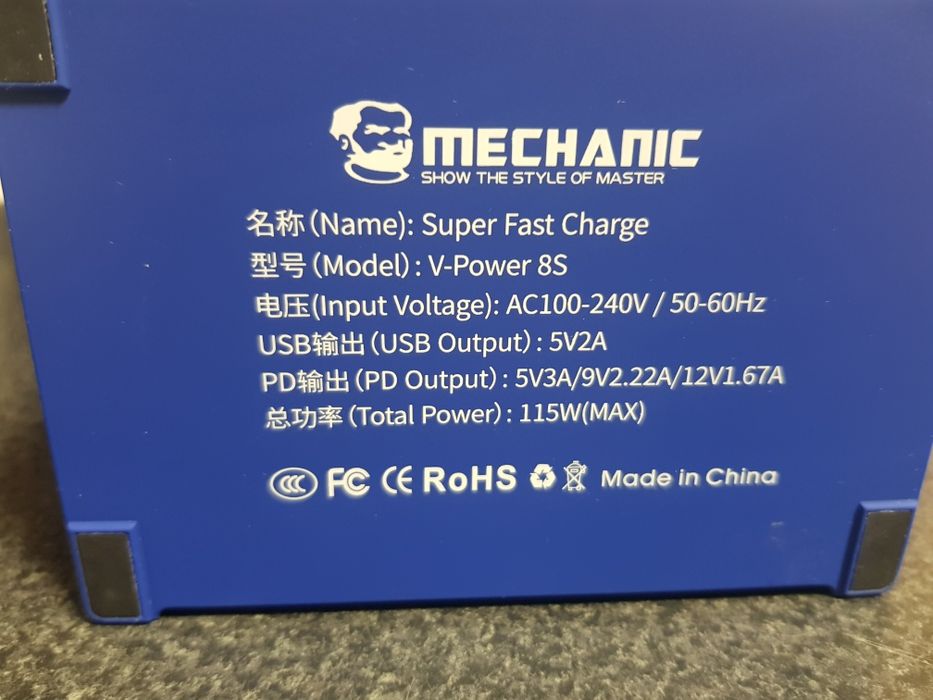 MECHANIC
SHOW THE STYLE OF MASTER
名称(Name): Super Fast Charge
型号(Model): V-Power 8S
电压(Input Voltage): AC100-240V / 50-60Hz
USB输出(USB Output): 5V2A
PD输出(PD Output): 5V3A/9V2.22A/12V1.67A
总功率(Total Power): 115W(MAX)
CCC FC CE RoHS Made in China